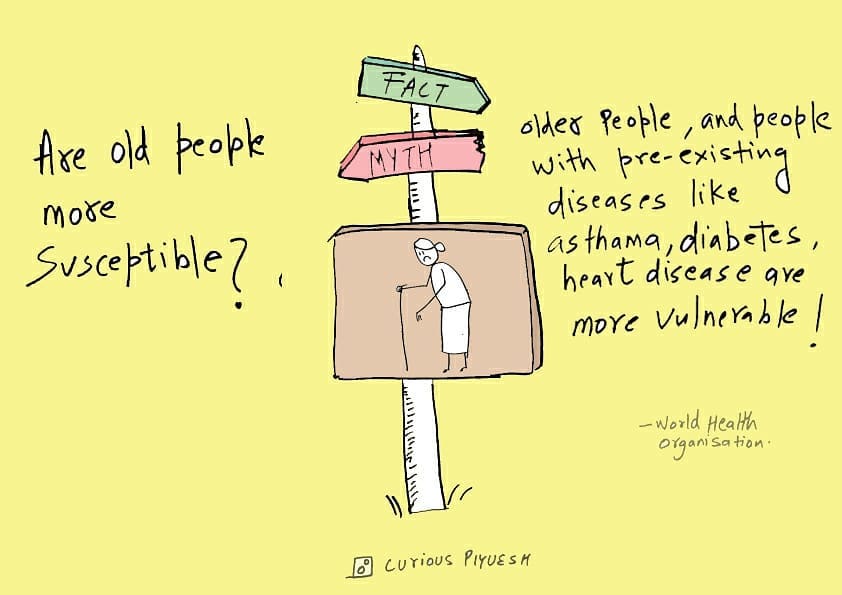 Are old people
more
Susceptible?
FACT
MYTH
older People, and people
with pre-existing
diseases like
asthama, diabetes,
heart disease are
more vulnerable!
- World Health
organisation.
curious PIYUESH